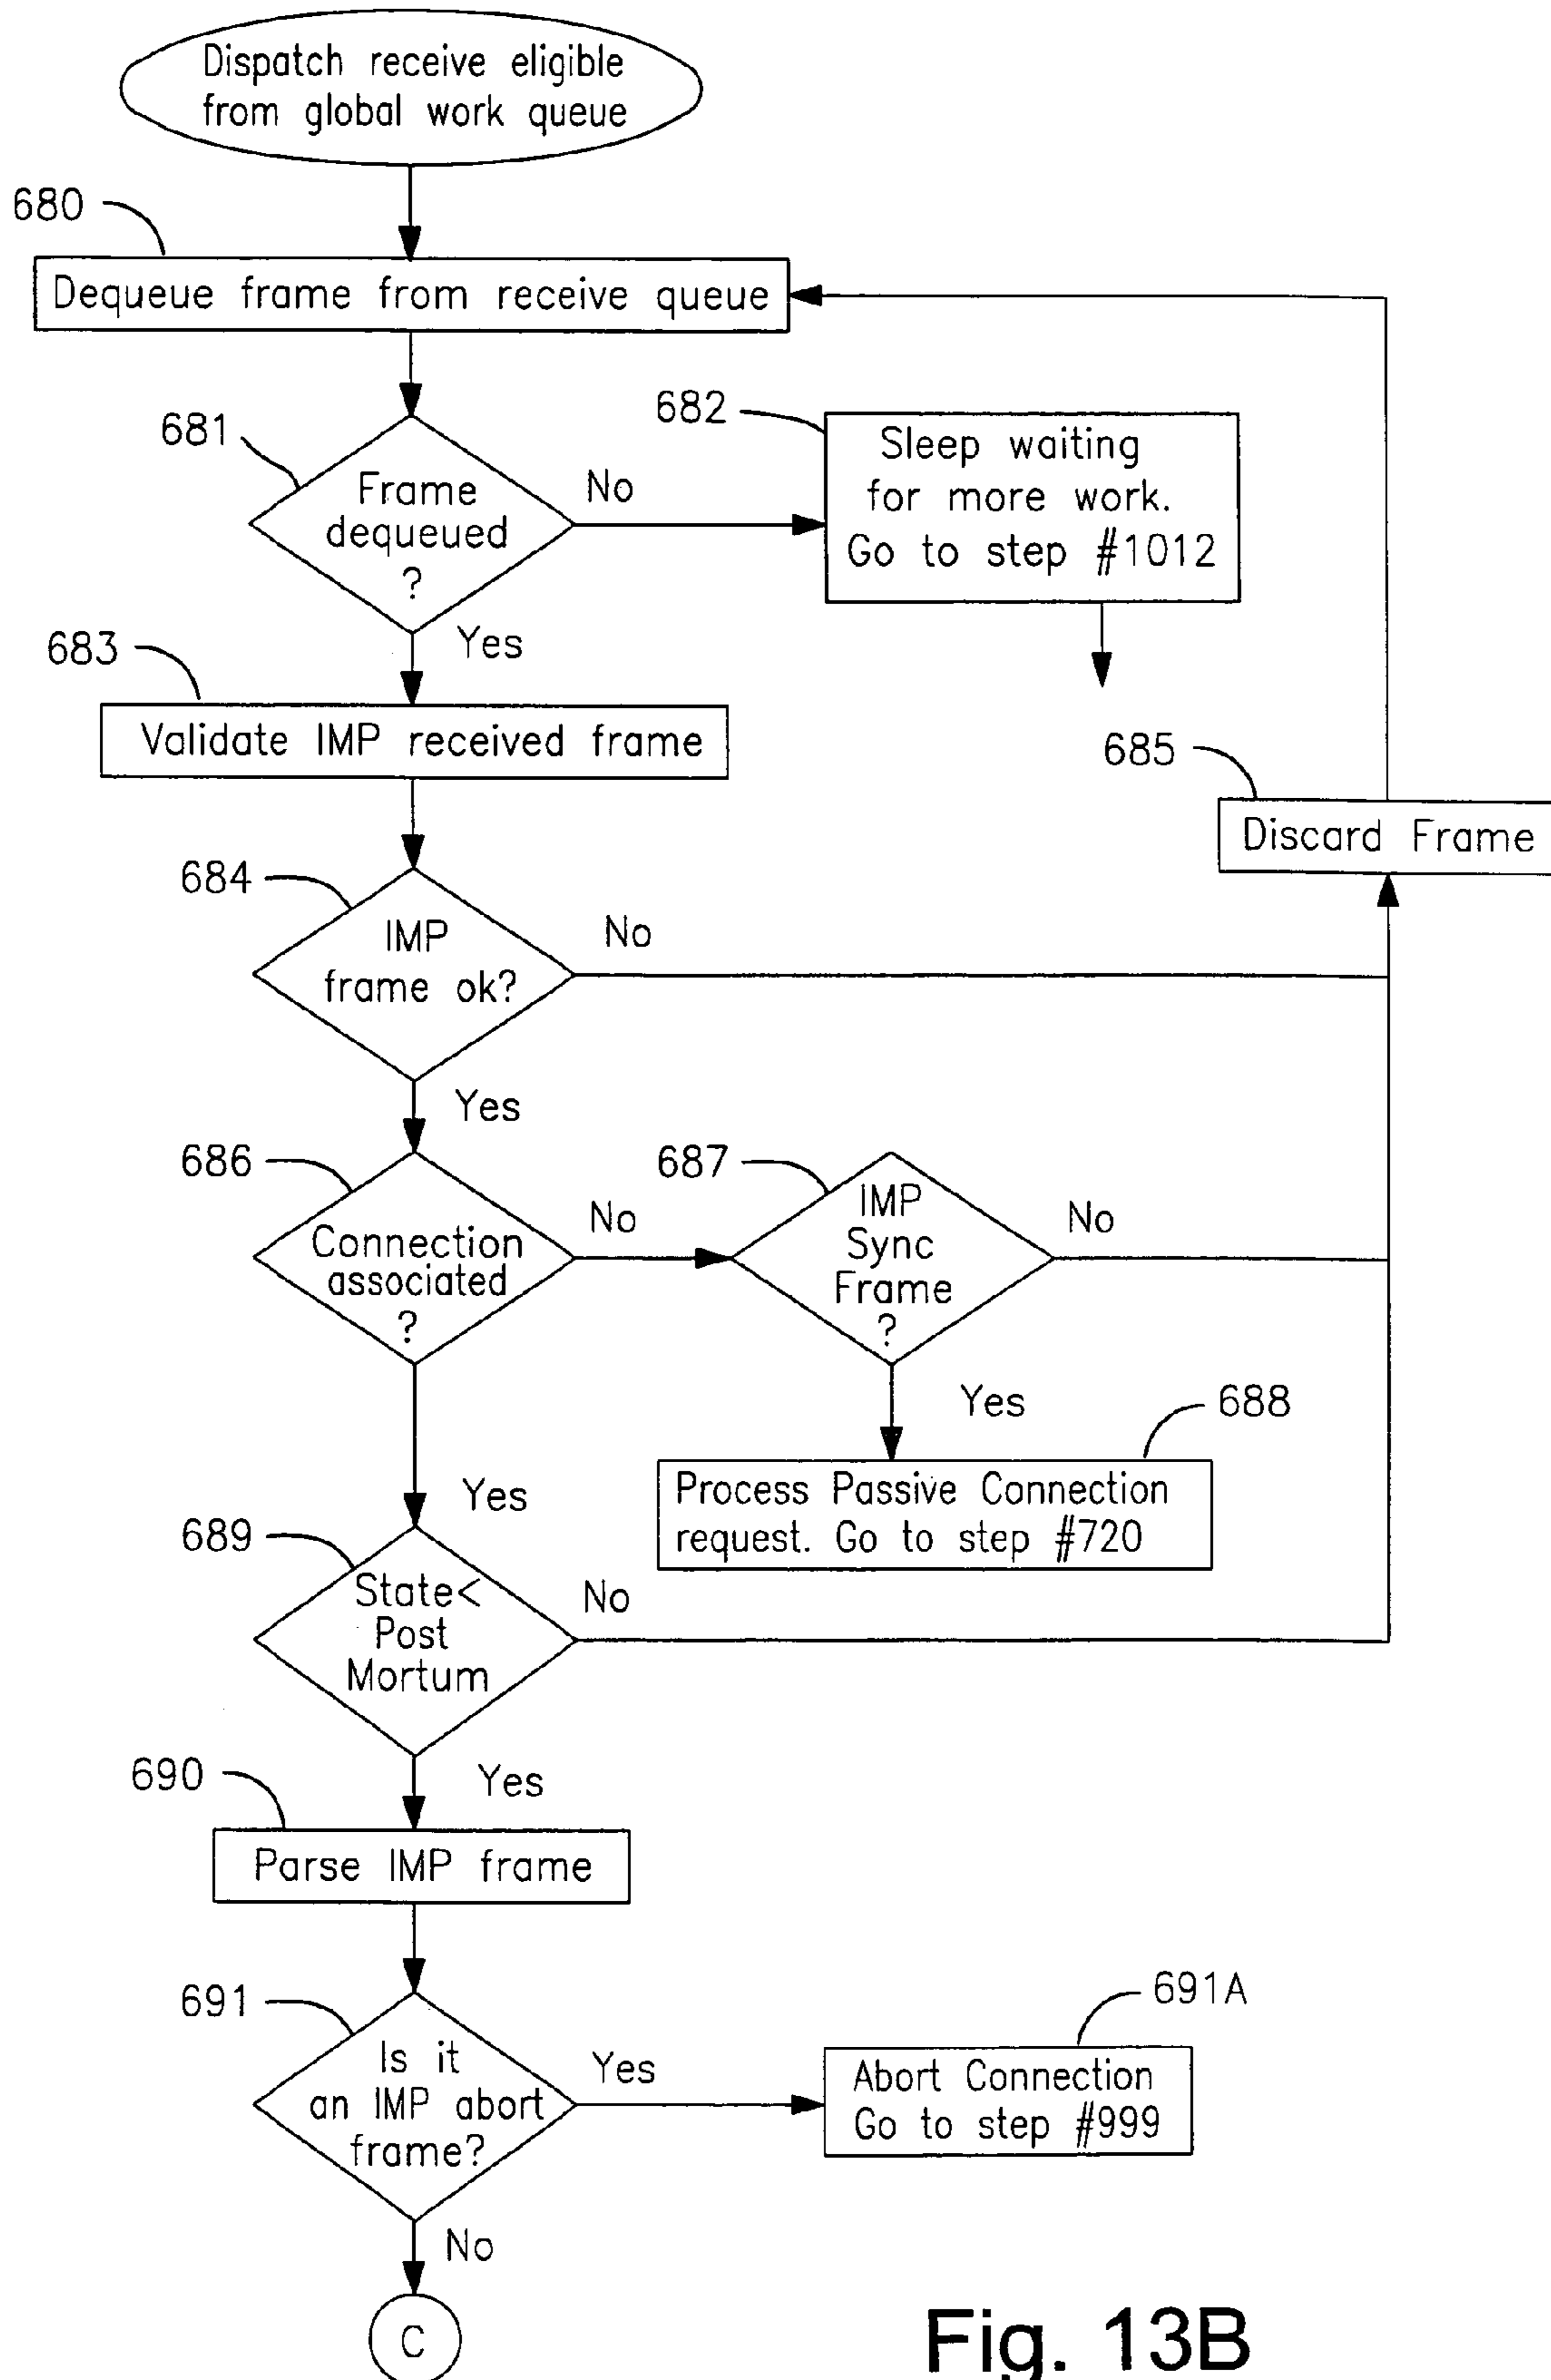 Dispatch receive eligible
from global work queue
680
Dequeue frame from receive queue
681
Frame
dequeued
?
No
682
Sleep waiting
for more work.
Go to step #1012
Yes
683
Validate IMP received frame
685
Discard Frame
684
IMP
frame ok?
No
Yes
686
Connection
associated
?
No
687
IMP
Sync
Frame
?
No
Yes
688
Process Passive Connection
request. Go to step #720
Yes
689
State<
Post
Mortum
No
Yes
690
Parse IMP frame
691
Is it
an IMP abort
frame?
Yes
691A
Abort Connection
Go to step #999
No
C
Fig. 13B